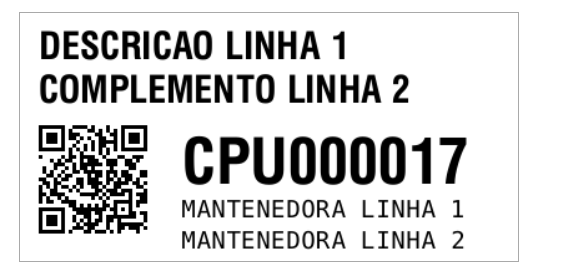 DESCRICAO LINHA 1
COMPLEMENTO LINHA 2
CPU000017
MANTENEDORA LINHA 1
MANTENEDORA LINHA 2